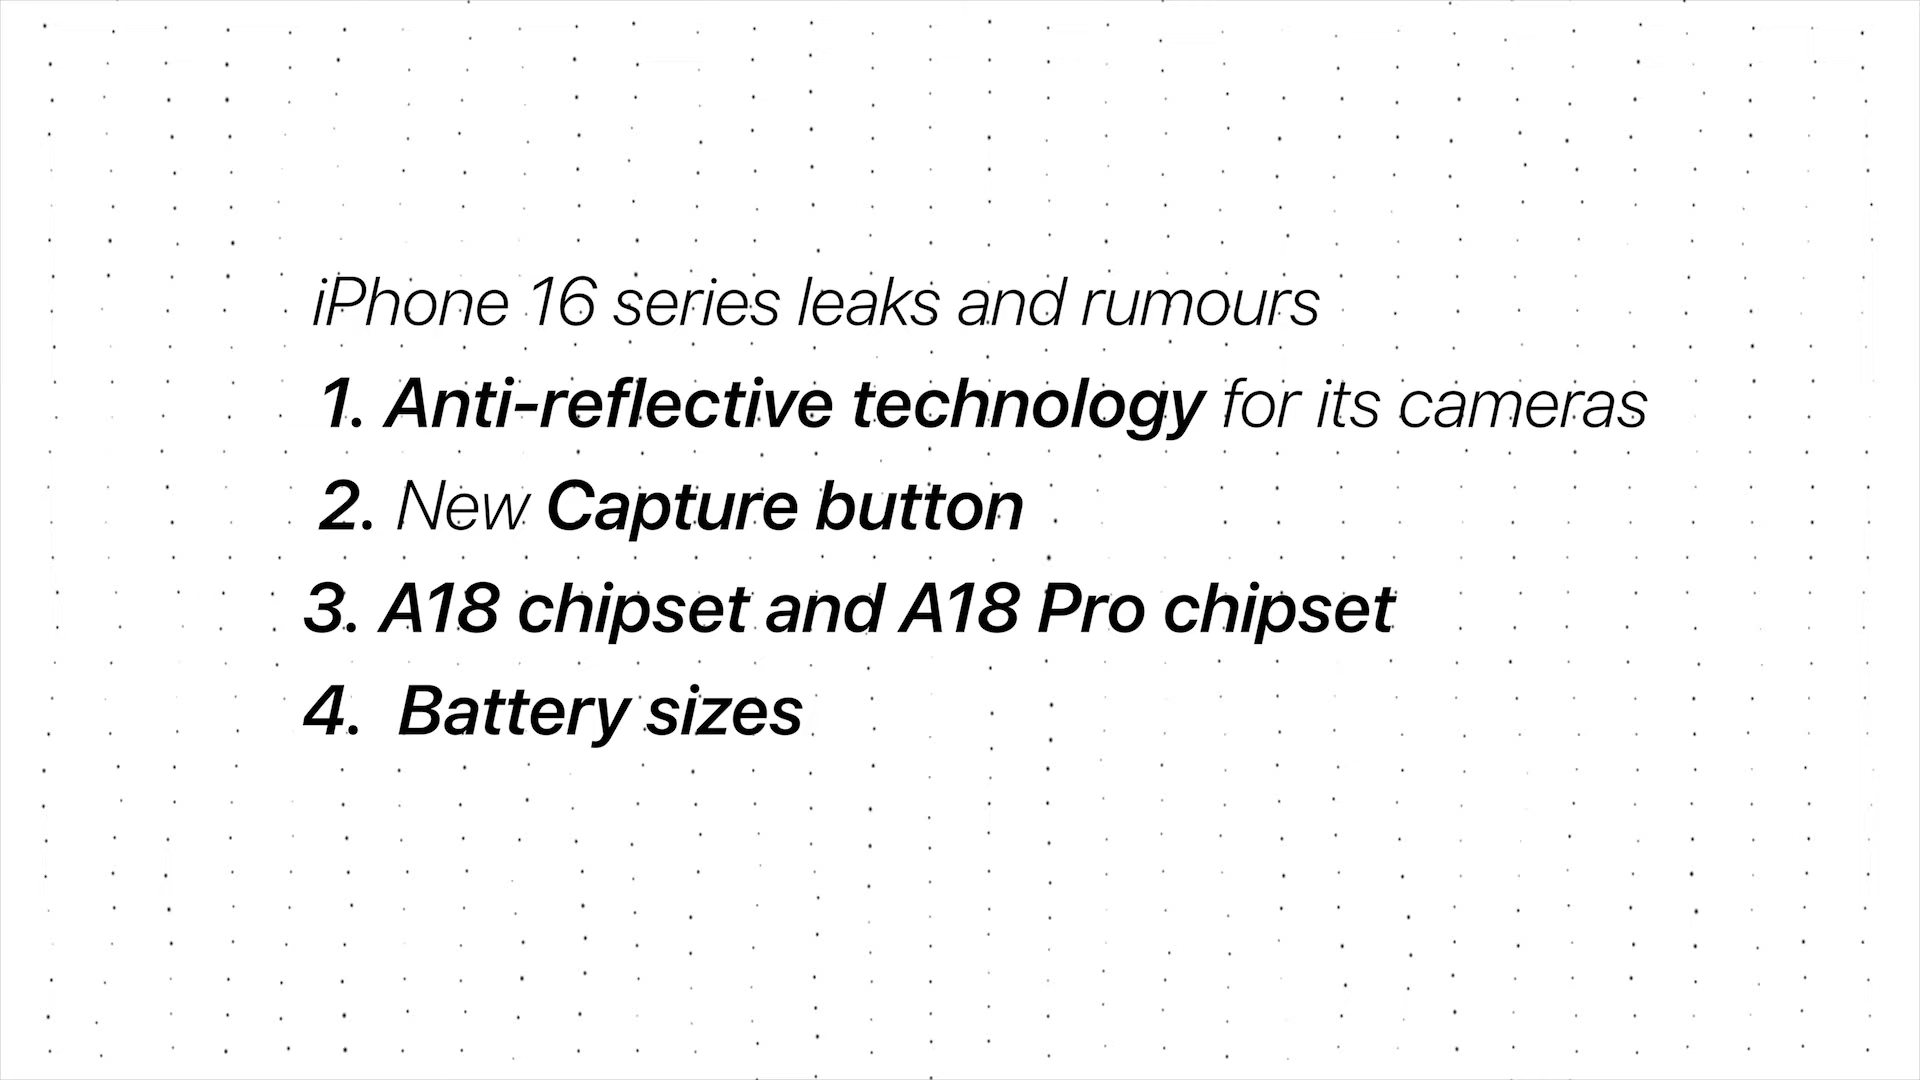 iPhone 16 series leaks and rumours
1. Anti-reflective technology for its cameras
2. New Capture button
3. A18 chipset and A18 Pro chipset
4. Battery sizes